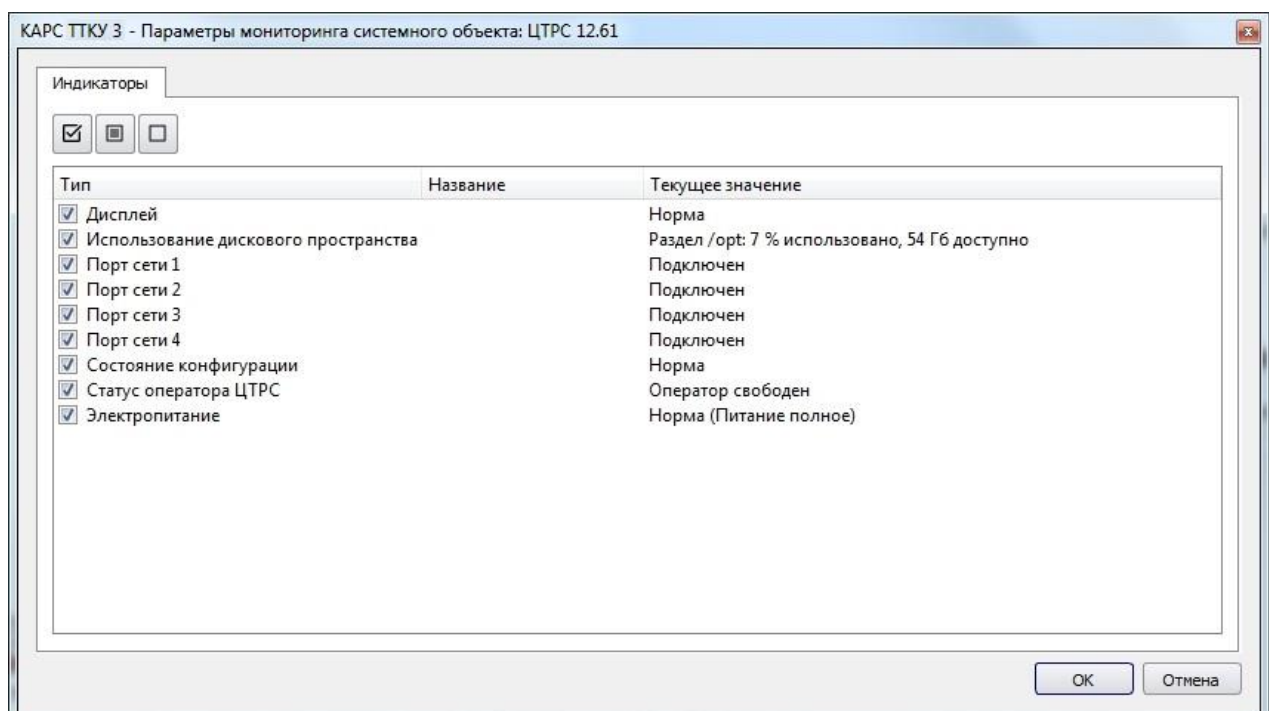 КАРС ТТКУ 3 - Параметры мониторинга системного объекта: ЦТРС 12.61
Индикаторы
Тип Название Текущее значение
Дисплей Норма
Использование дискового пространства Раздел /opt: 7 % использовано, 54 Гб доступно
Порт сети 1 Подключен
Порт сети 2 Подключен
Порт сети 3 Подключен
Порт сети 4 Подключен
Состояние конфигурации Норма
Статус оператора ЦТРС Оператор свободен
Электропитание Норма (Питание полное)
ОК Отмена